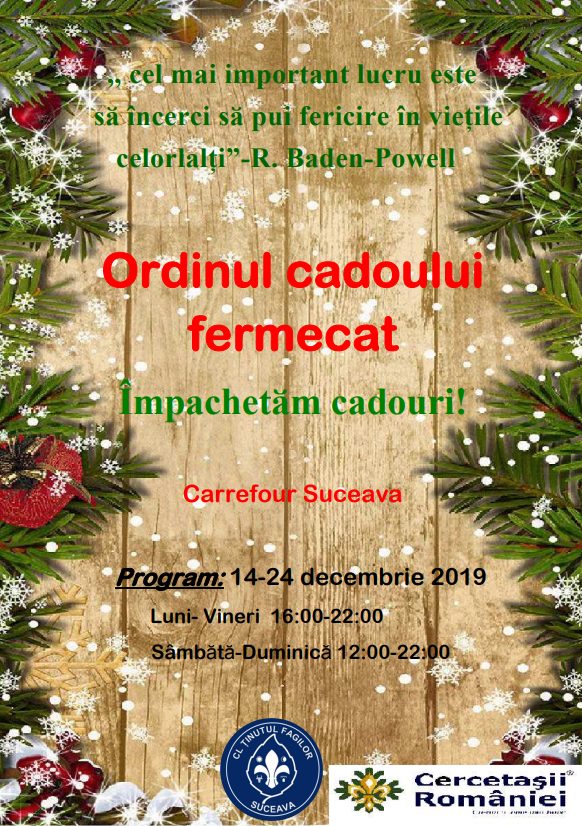 ,, cel mai important lucru este
să încerci să pui fericire în viețile
celorlalți”-R. Baden-Powell
Ordinul cadoului
fermecat
Împachetăm cadouri!
Carrefour Suceava
Program: 14-24 decembrie 2019
Luni- Vineri 16:00-22:00
Sâmbătă-Duminică 12:00-22:00
CL ȚINUTUL FAGILOR
SUCEAVA
Cercetaşii®
României